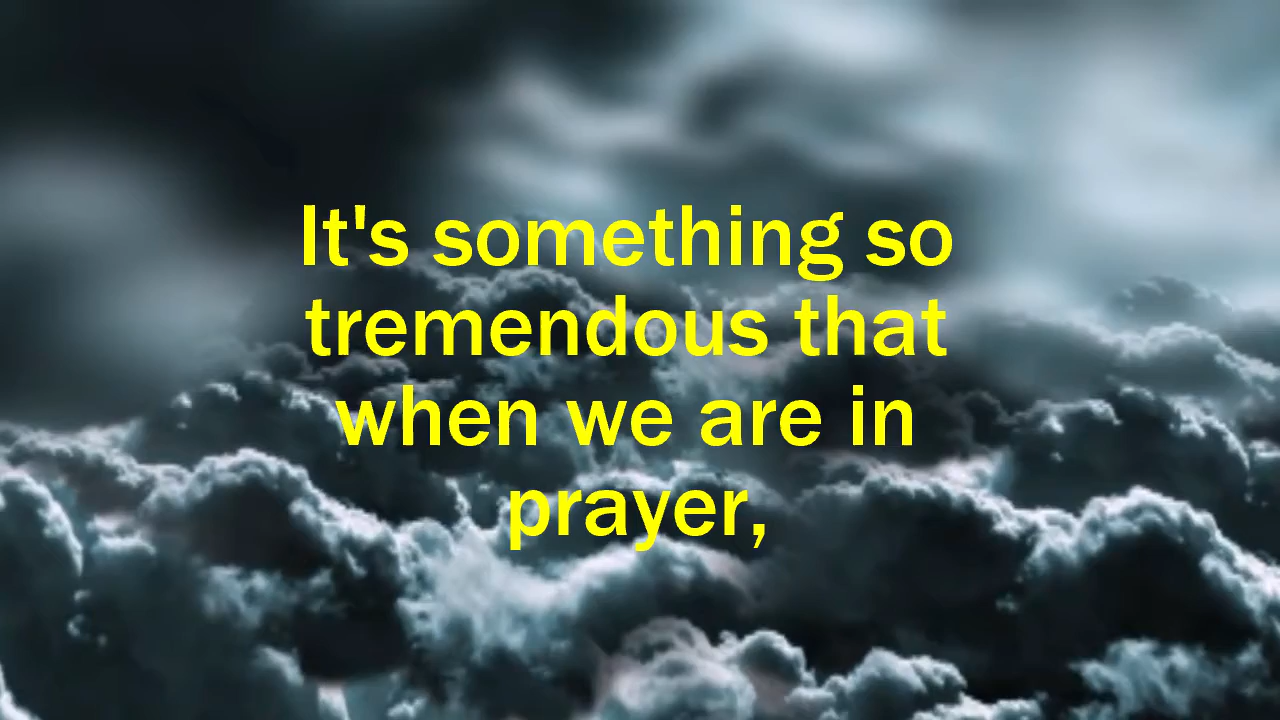 It's something so
tremendous that
when we are in
prayer,